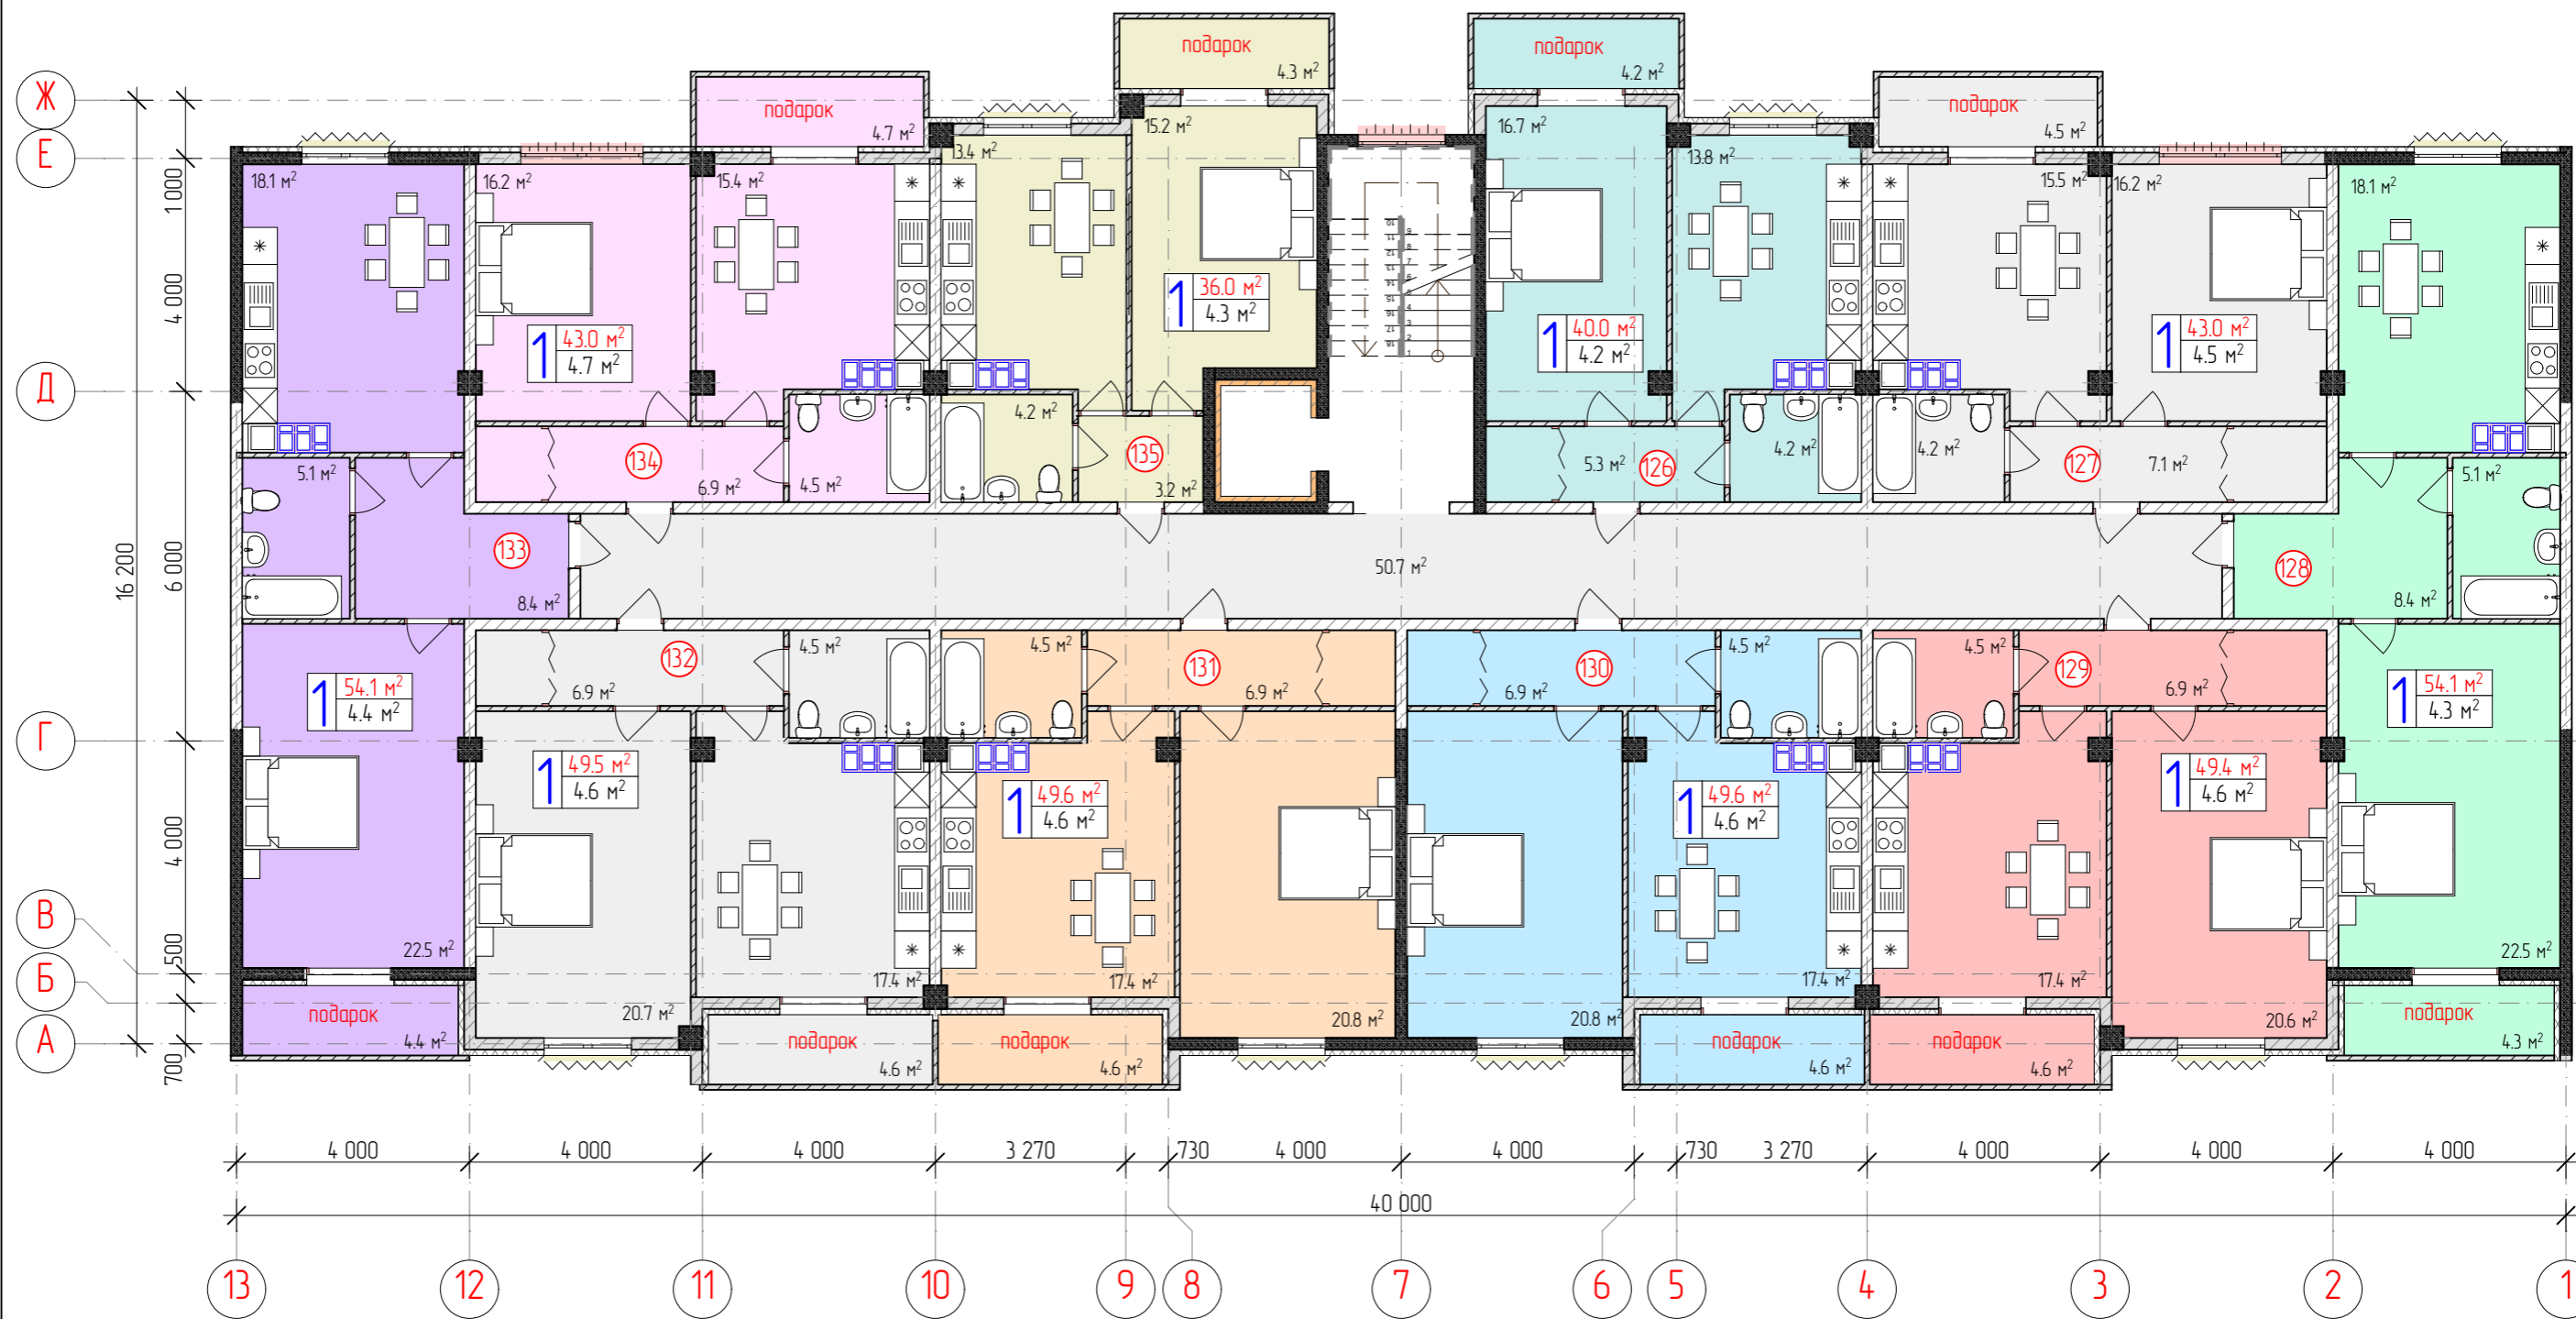 подарок
4.3 м²
подарок
4.2 м²
подарок
4.7 м²
подарок
4.5 м²
Ж
Е
Д
Г
В
Б
А
1 000
4 000
6 000
16 200
4 000
500
700
18.1 м²
16.2 м²
15.4 м²
13.4 м²
15.2 м²
16.7 м²
13.8 м²
15.5 м²
16.2 м²
18.1 м²
1
43.0 м²
4.7 м²
1
36.0 м²
4.3 м²
1
40.0 м²
4.2 м²
1
43.0 м²
4.5 м²
5.1 м²
134
6.9 м²
4.5 м²
4.2 м²
135
3.2 м²
5.3 м²
126
4.2 м²
4.2 м²
127
7.1 м²
5.1 м²
133
8.4 м²
50.7 м²
128
8.4 м²
132
6.9 м²
4.5 м²
4.5 м²
131
6.9 м²
130
6.9 м²
4.5 м²
4.5 м²
129
6.9 м²
1
54.1 м²
4.4 м²
1
49.5 м²
4.6 м²
1
49.6 м²
4.6 м²
1
49.6 м²
4.6 м²
1
49.4 м²
4.6 м²
1
54.1 м²
4.3 м²
22.5 м²
20.7 м²
17.4 м²
17.4 м²
20.8 м²
20.8 м²
17.4 м²
17.4 м²
20.6 м²
22.5 м²
подарок
4.4 м²
подарок
4.6 м²
подарок
4.6 м²
подарок
4.6 м²
подарок
4.6 м²
подарок
4.3 м²
4 000
4 000
4 000
3 270
730
4 000
4 000
730
3 270
4 000
4 000
4 000
40 000
13
12
11
10
9
8
7
6
5
4
3
2
1